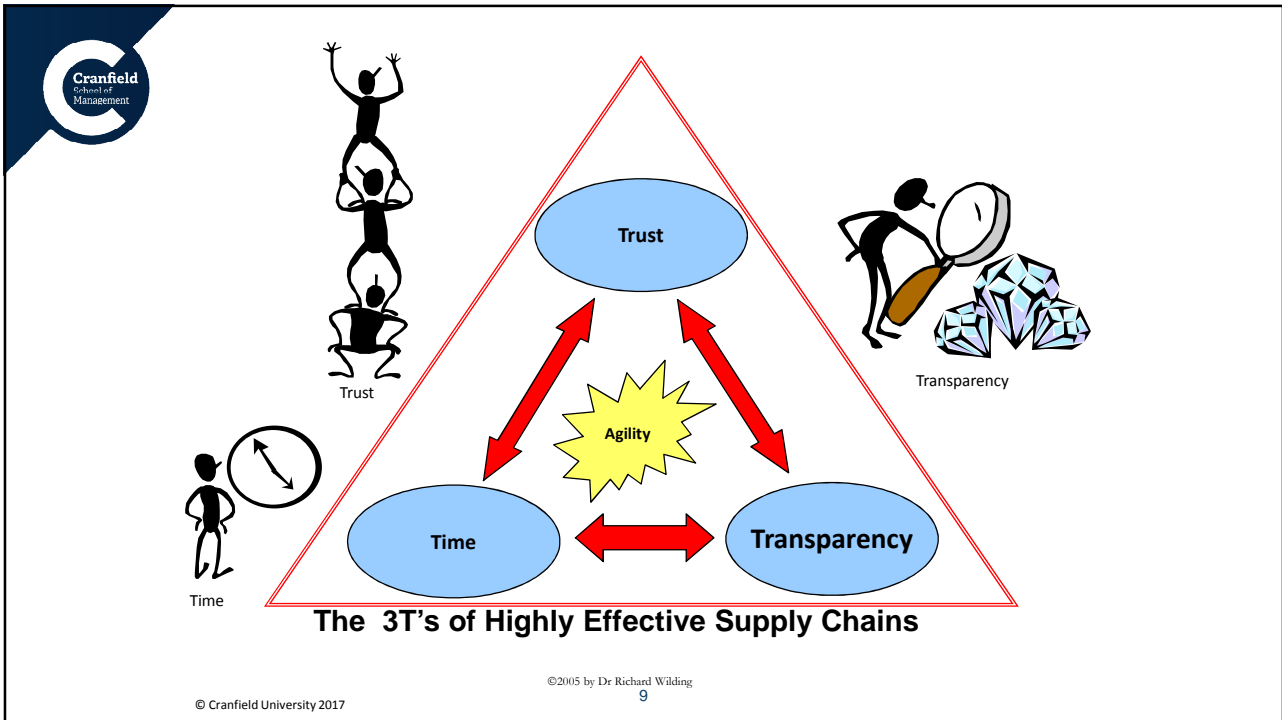 Cranfield
School of
Management
Trust
Trust
Transparency
Agility
Time
Transparency
Time
The 3T's of Highly Effective Supply Chains
©2005 by Dr Richard Wilding
9
© Cranfield University 2017